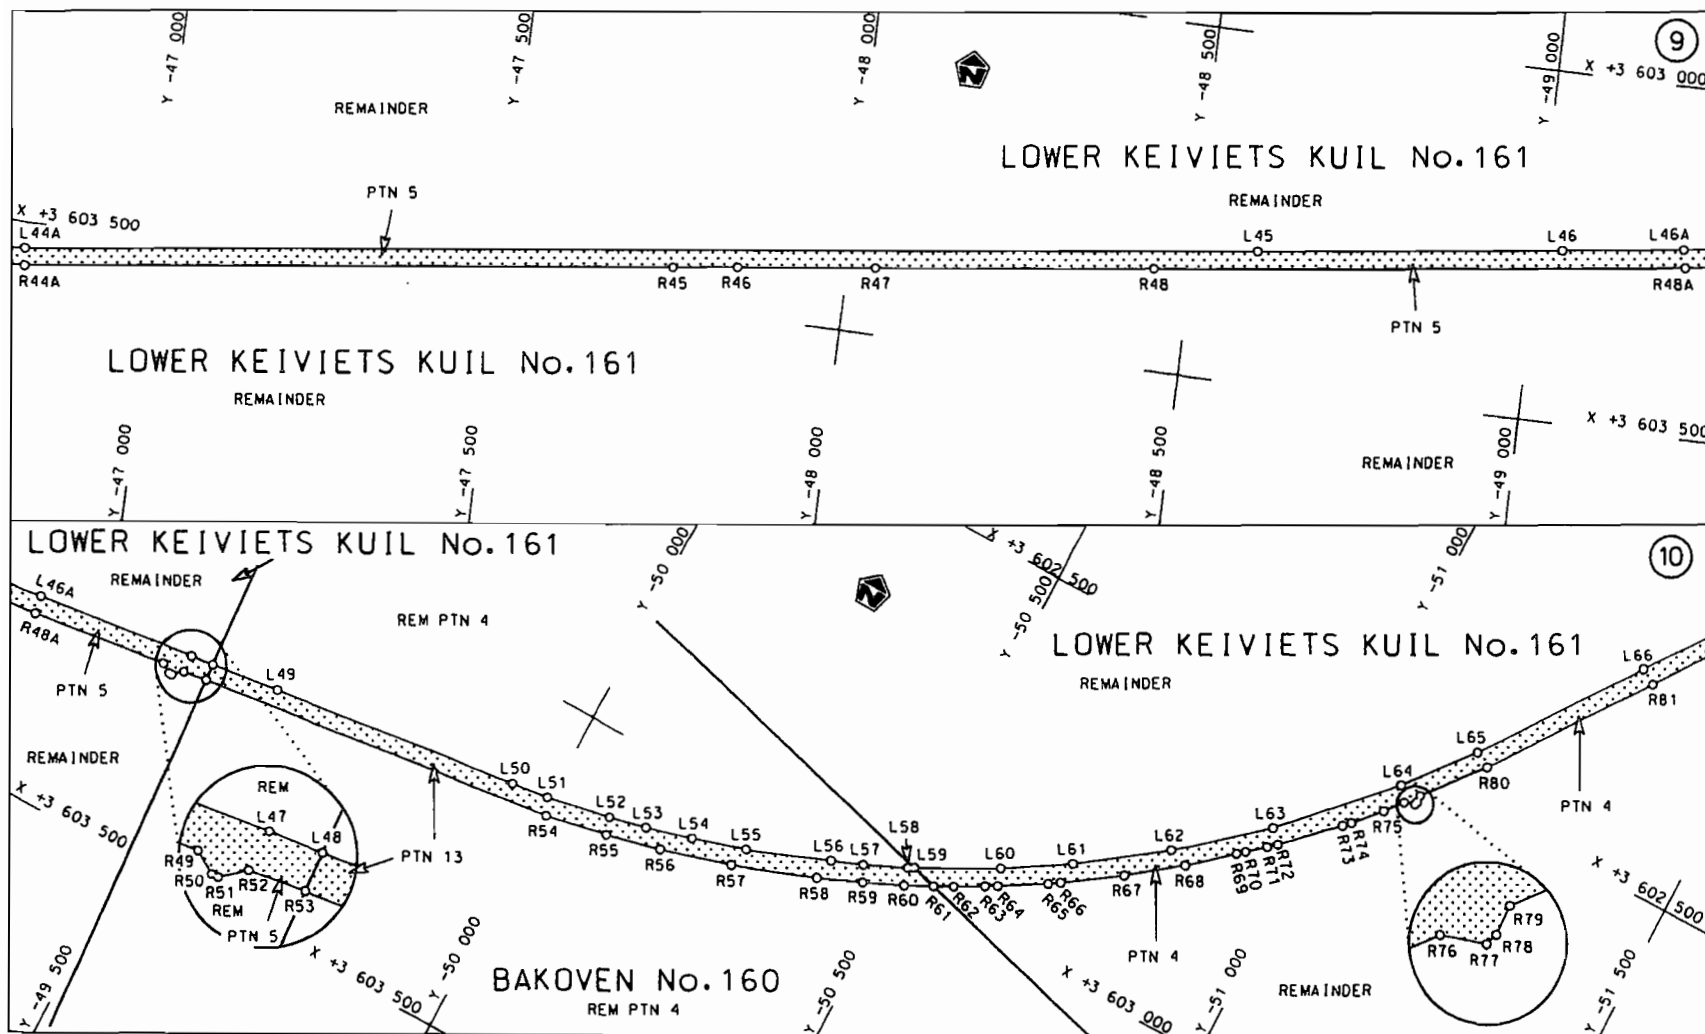 Y -47 000
Y -47 500
Y -48 000
Y -48 500
Y -49 000
9
X +3 603 000
N
REMAINDER
LOWER KEIVIETS KUIL No.161
REMAINDER
PTN 5
X +3 603 500
L44A
L45
L46
L46A
R44A
R45
R46
R47
R48
R48A
PTN 5
LOWER KEIVIETS KUIL No.161
REMAINDER
X +3 603 500
REMAINDER
Y -47 000
Y -47 500
Y -48 000
Y -48 500
Y -49 000
LOWER KEIVIETS KUIL No.161
REMAINDER
Y -50 000
X +3 602 500
Y -50 500
Y -51 000
10
N
L46A
R48A
PTN 5
REM PTN 4
LOWER KEIVIETS KUIL No.161
REMAINDER
L49
L50
L51
L52
L53
L54
L55
L56
L57
L58
L59
L60
L61
L62
L63
L64
L65
L66
R54
R55
R56
R57
R58
R59
R60
R61
R62
R63
R64
R65
R66
R67
R68
R69
R70
R71
R72
R73
R74
R75
R80
R81
REMAINDER
X +3 603 500
REM
L47
L48
R49
R50
R51
R52
R53
REM
PTN 5
PTN 13
PTN 4
PTN 4
R76
R77
R78
R79
X +3 602 500
Y -49 500
X +3 603 500
Y -50 000
BAKOVEN No.160
REM PTN 4
Y -50 500
X +3 603 000
Y -51 000
REMAINDER
Y -51 500